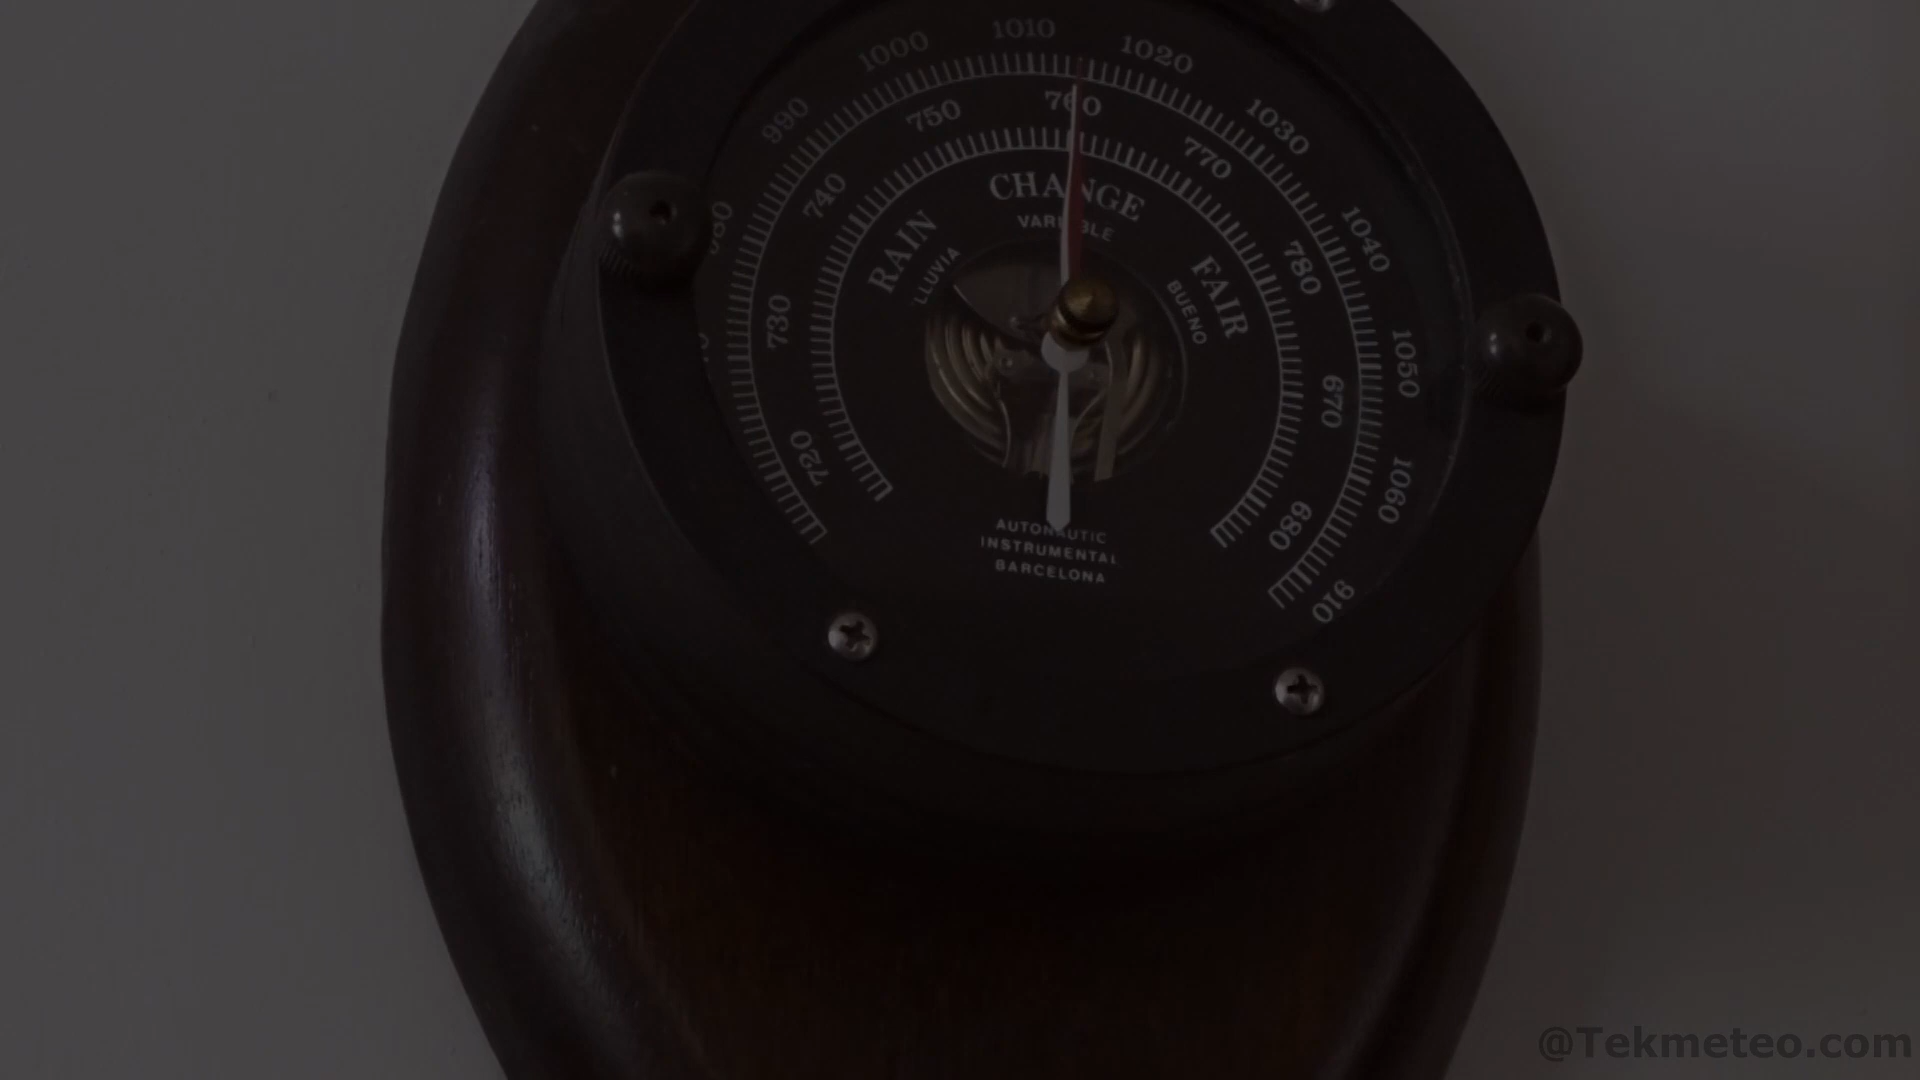 990 1000 1010 1020 1030 1040 1050 1060 910
720 730 740 750 760 770 780 670 680
RAIN CHANGE FAIR
LLUVIA BUENO
AUTONAUTIC
INSTRUMENTAL
BARCELONA
@Tekmeteo.com